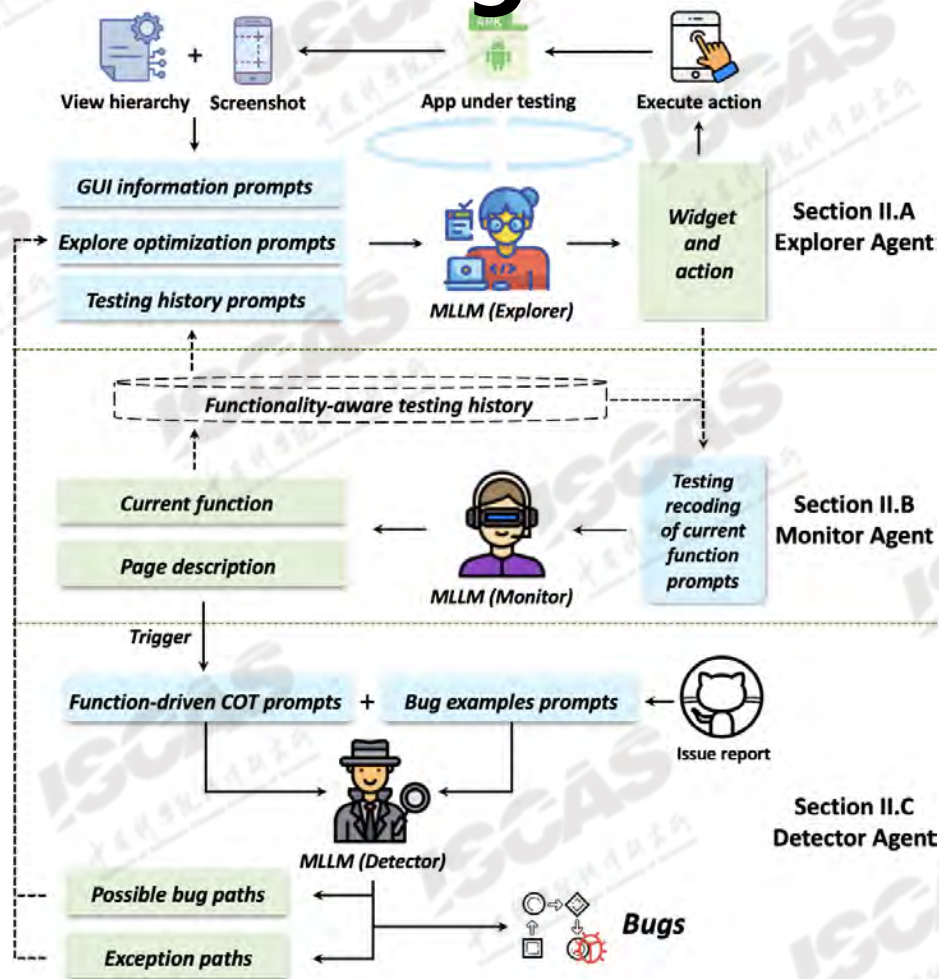 g
APK
View hierarchy
+
Screenshot
App under testing
Execute action
GUI information prompts
Explore optimization prompts
Testing history prompts
MLLM (Explorer)
Widget
and
action
Section II.A
Explorer Agent
Functionality-aware testing history
Current function
Page description
MLLM (Monitor)
Testing
recoding
of current
function
prompts
Section II.B
Monitor Agent
Trigger
Function-driven COT prompts
+
Bug examples prompts
Issue report
MLLM (Detector)
Section II.C
Detector Agent
Possible bug paths
Exception paths
Bugs
ISCAS